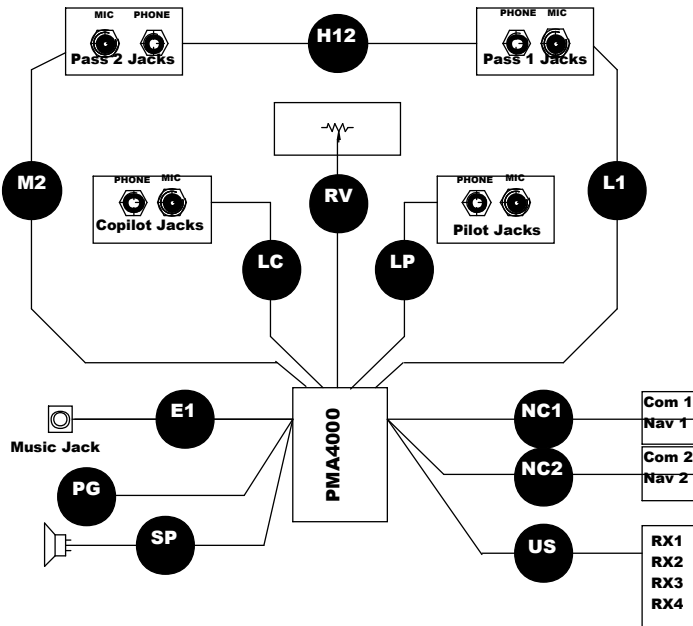 MIC PHONE
Pass 2 Jacks
H12
PHONE MIC
Pass 1 Jacks
M2
RV
L1
PHONE MIC
Copilot Jacks
PHONE MIC
Pilot Jacks
LC
LP
PMA4000
E1
Music Jack
PG
SP
NC1
Com 1
Nav 1
NC2
Com 2
Nav 2
US
RX1
RX2
RX3
RX4